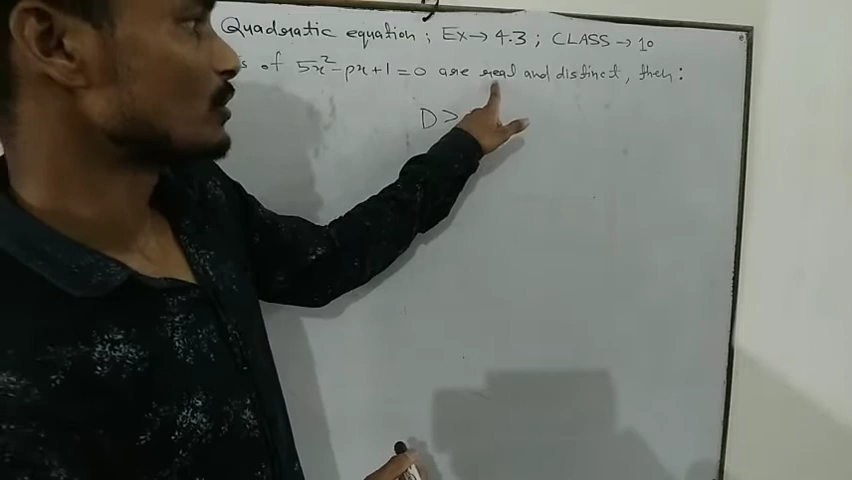 Quadratic equation ; Ex → 4.3 ; CLASS → 10
of 5x² - px + 1 = 0 are real and distinct, then :
D >